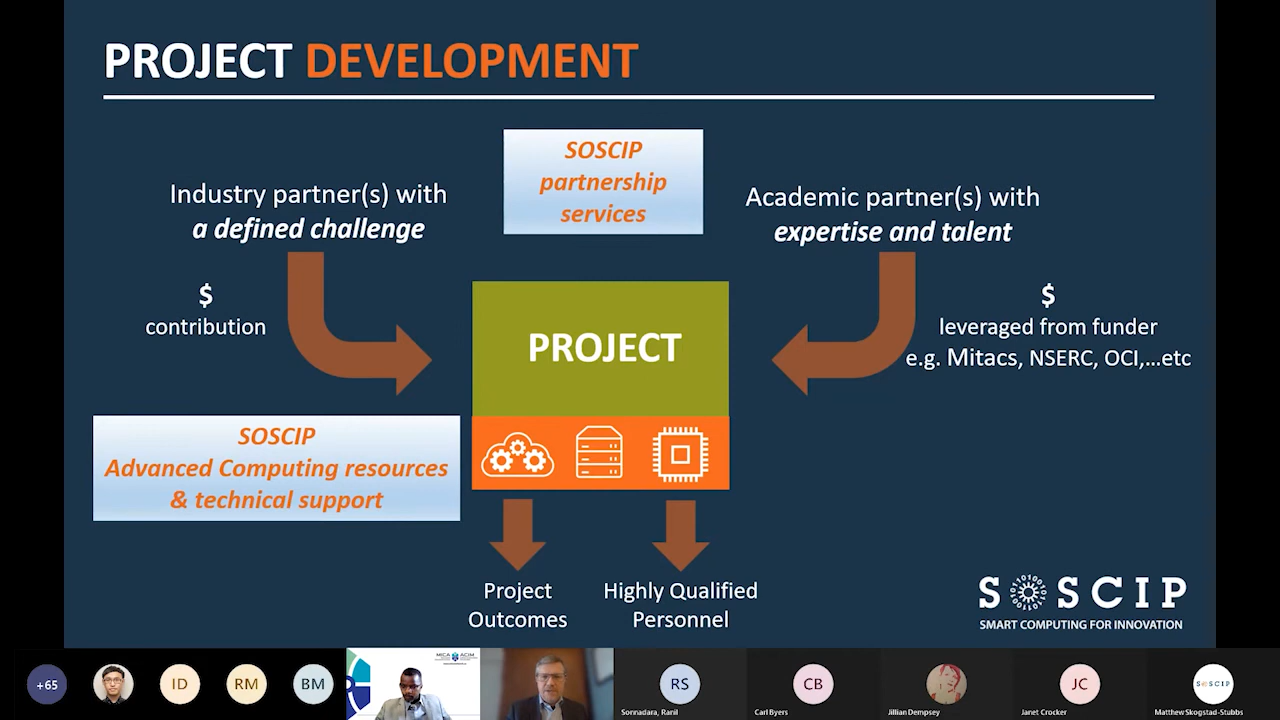 PROJECT DEVELOPMENT
SOSCIP
partnership
services
Industry partner(s) with
a defined challenge
Academic partner(s) with
expertise and talent
$
contribution
$
leveraged from funder
e.g. Mitacs, NSERC, OCI,...etc
PROJECT
SOSCIP
Advanced Computing resources
& technical support
Project
Outcomes
Highly Qualified
Personnel
SOSCIP
SMART COMPUTING FOR INNOVATION
+65
ID
RM
BM
MICA ACIM
RS
Sonnadara, Ranil
CB
Carl Byers
Jillian Dempsey
JC
Janet Crocker
SOSCIP
Matthew Skogstad-Stubbs